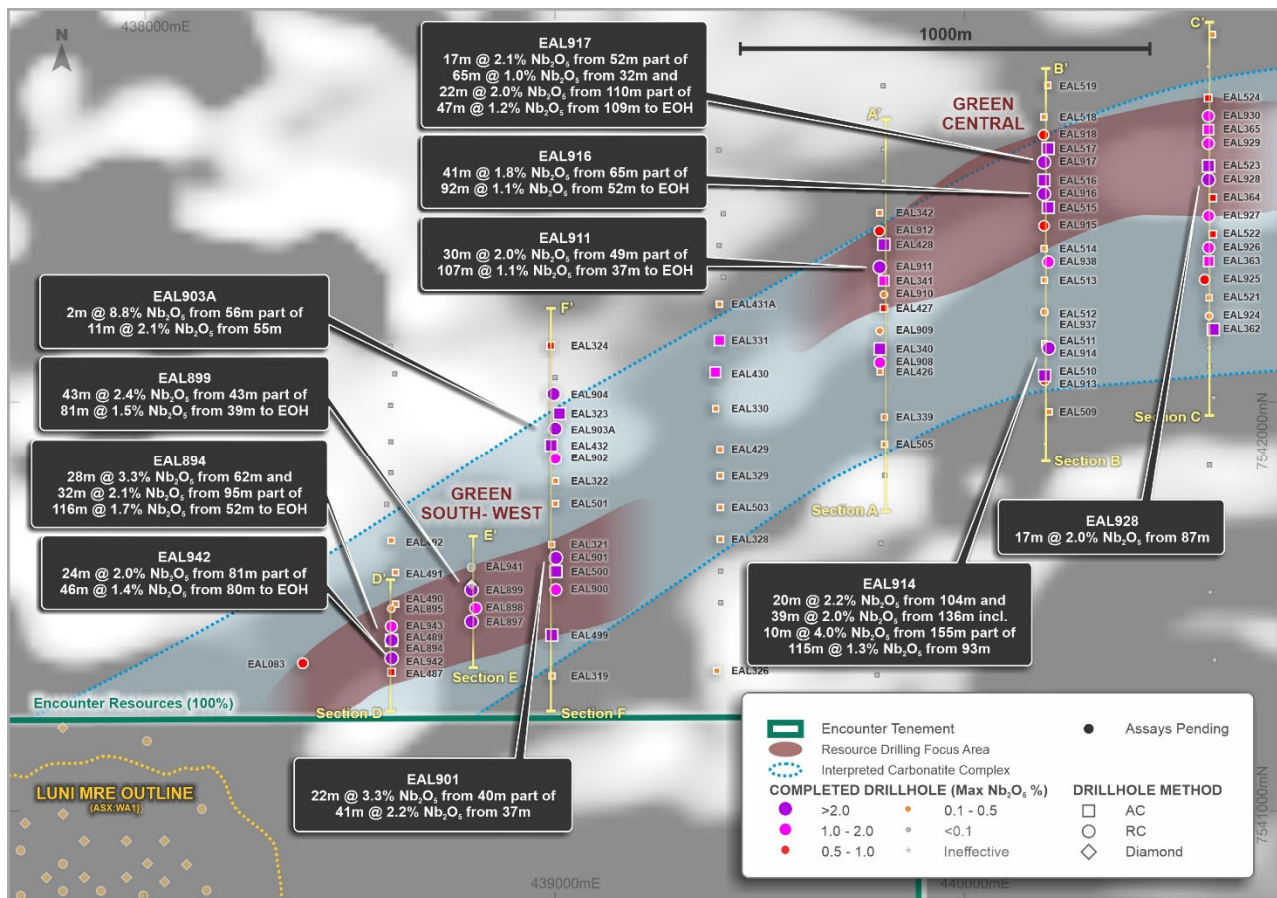 438000mE
N
EAL917
17m @ 2.1% Nb₂O₅ from 52m part of
65m @ 1.0% Nb₂O₅ from 32m and
22m @ 2.0% Nb₂O₅ from 110m part of
47m @ 1.2% Nb₂O₅ from 109m to EOH
EAL916
41m @ 1.8% Nb₂O₅ from 65m part of
92m @ 1.1% Nb₂O₅ from 52m to EOH
EAL911
30m @ 2.0% Nb₂O₅ from 49m part of
107m @ 1.1% Nb₂O₅ from 37m to EOH
EAL903A
2m @ 8.8% Nb₂O₅ from 56m part of
11m @ 2.1% Nb₂O₅ from 55m
EAL899
43m @ 2.4% Nb₂O₅ from 43m part of
81m @ 1.5% Nb₂O₅ from 39m to EOH
EAL894
28m @ 3.3% Nb₂O₅ from 62m and
32m @ 2.1% Nb₂O₅ from 95m part of
116m @ 1.7% Nb₂O₅ from 52m to EOH
EAL942
24m @ 2.0% Nb₂O₅ from 81m part of
46m @ 1.4% Nb₂O₅ from 80m to EOH
1000m
GREEN
CENTRAL
C'
EAL524
EAL930
EAL365
EAL929
EAL523
EAL928
EAL364
EAL927
EAL522
EAL926
EAL363
EAL925
EAL521
EAL924
EAL362
Section C
B'
EAL519
EAL518
EAL918
EAL517
EAL917
EAL516
EAL916
EAL515
EAL915
EAL514
EAL938
EAL513
EAL512
EAL937
EAL511
EAL914
EAL510
EAL913
EAL509
Section B
A'
EAL342
EAL912
EAL428
EAL911
EAL341
EAL910
EAL427
EAL909
EAL340
EAL908
EAL426
EAL339
EAL505
Section A
EAL431A
EAL331
EAL430
EAL330
EAL429
EAL329
EAL503
EAL328
EAL326
F'
EAL324
EAL904
EAL323
EAL903A
EAL432
EAL902
EAL322
EAL501
EAL321
EAL901
EAL500
EAL900
EAL499
EAL319
Section F
GREEN
SOUTH-WEST
E'
EAL941
EAL899
EAL898
EAL897
Section E
EAL492
EAL491
D'
EAL490
EAL895
EAL943
EAL489
EAL894
EAL942
EAL487
Section D
EAL083
7542000mN
EAL928
17m @ 2.0% Nb₂O₅ from 87m
EAL914
20m @ 2.2% Nb₂O₅ from 104m and
39m @ 2.0% Nb₂O₅ from 136m incl.
10m @ 4.0% Nb₂O₅ from 155m part of
115m @ 1.3% Nb₂O₅ from 93m
EAL901
22m @ 3.3% Nb₂O₅ from 40m part of
41m @ 2.2% Nb₂O₅ from 37m
Encounter Resources (100%)
LUNI MRE OUTLINE
(ASX:WA1)
Encounter Tenement
Resource Drilling Focus Area
Interpreted Carbonatite Complex
Assays Pending
COMPLETED DRILLHOLE (Max Nb₂O₅ %)
>2.0
1.0 - 2.0
0.5 - 1.0
0.1 - 0.5
<0.1
Ineffective
DRILLHOLE METHOD
AC
RC
Diamond
7541000mN
439000mE
440000mE